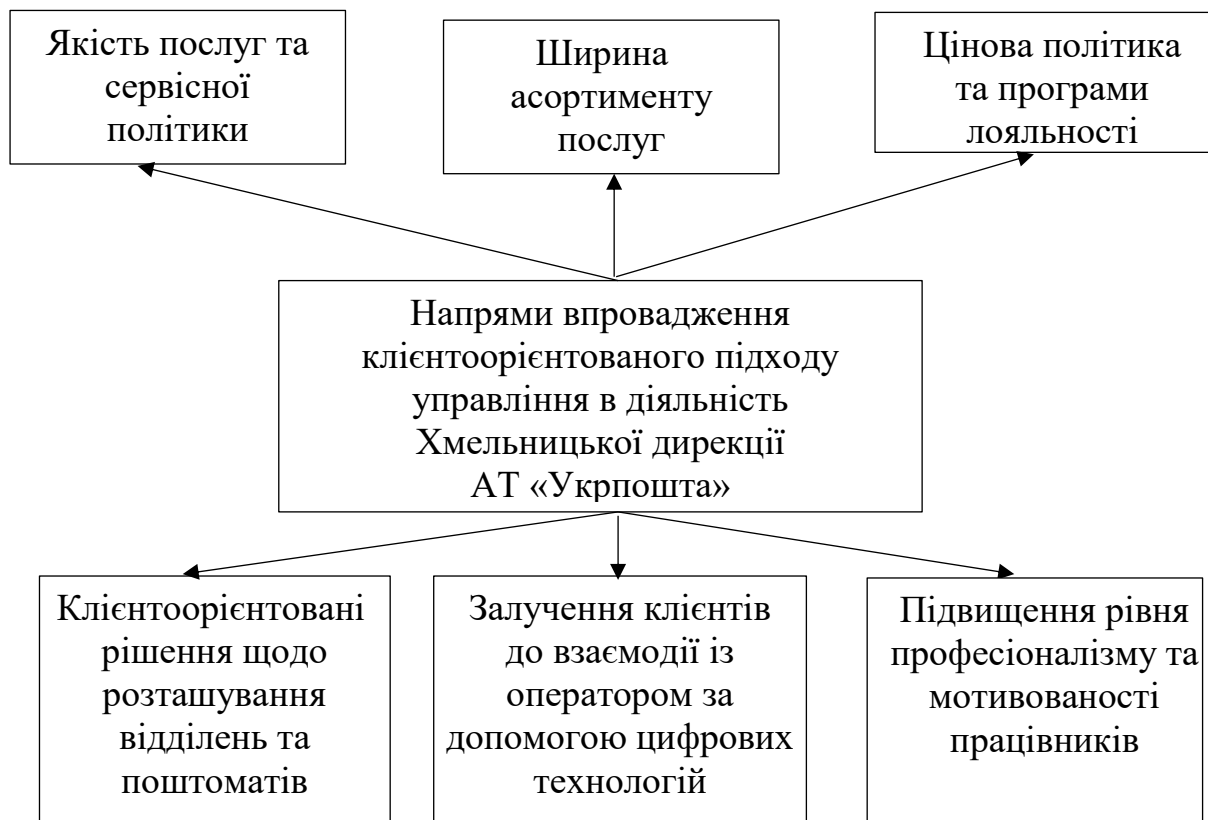 Якість послуг та
сервісної
політики
Ширина
асортименту
послуг
Цінова політика
та програми
лояльності
Напрями впровадження
клієнтоорієнтованого підходу
управління в діяльність
Хмельницької дирекції
АТ «Укрпошта»
Клієнтоорієнтовані
рішення щодо
розташування
відділень та
поштоматів
Залучення клієнтів
до взаємодії із
оператором за
допомогою цифрових
технологій
Підвищення рівня
професіоналізму та
мотивованості
працівників